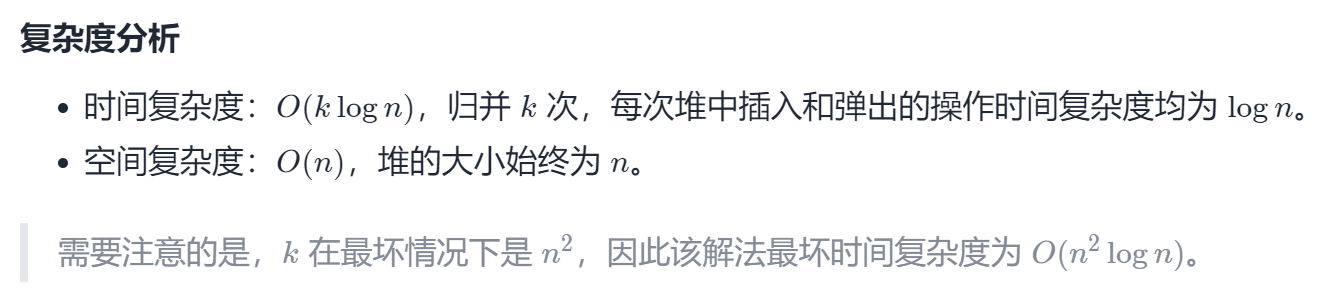 复杂度分析
• 时间复杂度：O(k log n)，归并 k 次，每次堆中插入和弹出的操作时间复杂度均为 log n。
• 空间复杂度：O(n)，堆的大小始终为 n。
需要注意的是，k 在最坏情况下是 n²，因此该解法最坏时间复杂度为 O(n² log n)。